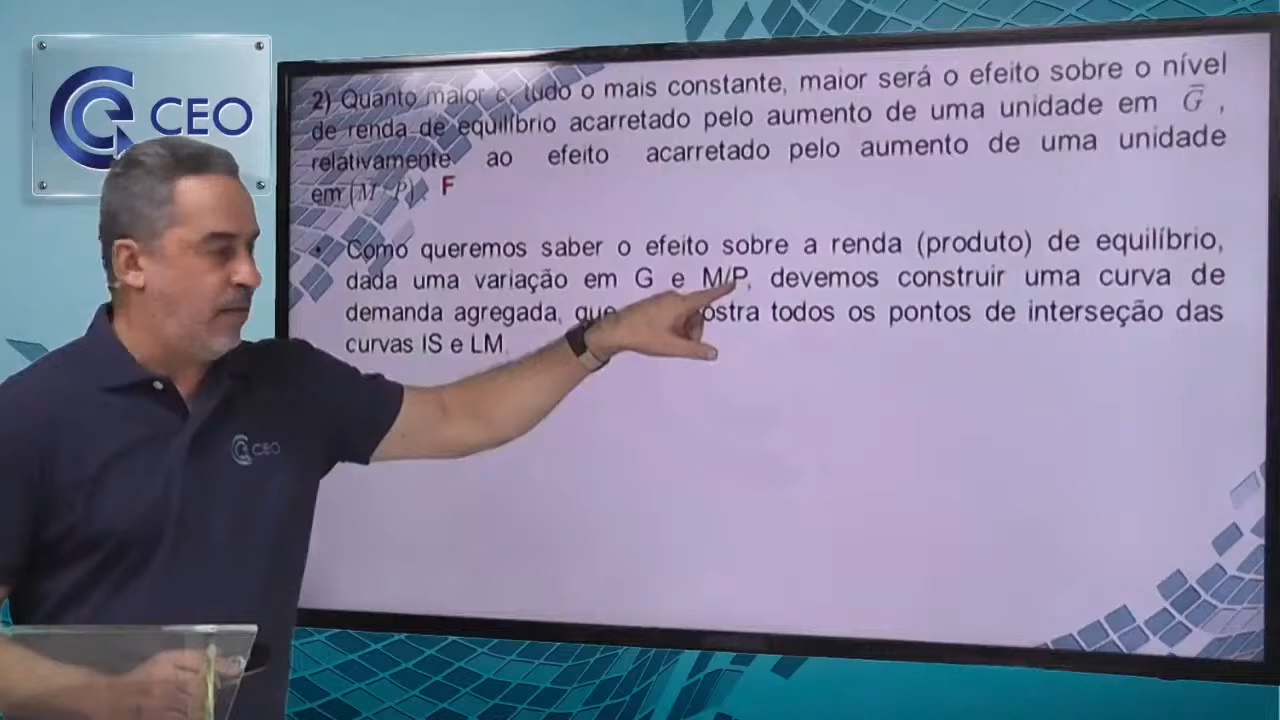 CEO
2) Quanto maior c, tudo o mais constante, maior será o efeito sobre o nível
de renda de equilíbrio acarretado pelo aumento de uma unidade em G̅ ,
relativamente ao efeito acarretado pelo aumento de uma unidade
em (M P). F
• Como queremos saber o efeito sobre a renda (produto) de equilíbrio,
dada uma variação em G e M/P, devemos construir uma curva de
demanda agregada, que ostra todos os pontos de interseção das
curvas IS e LM.
CEO